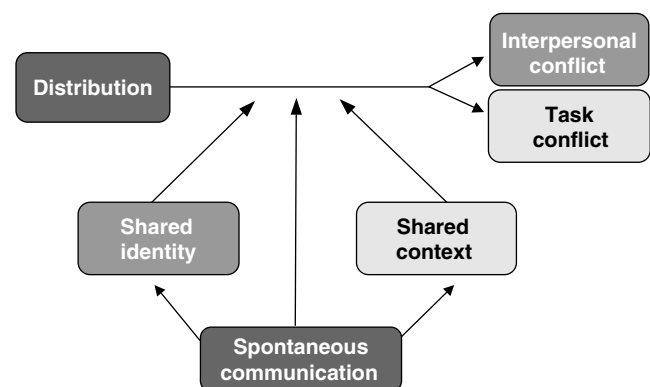 Interpersonal
conflict
Distribution
Task
conflict
Shared
identity
Shared
context
Spontaneous
communication